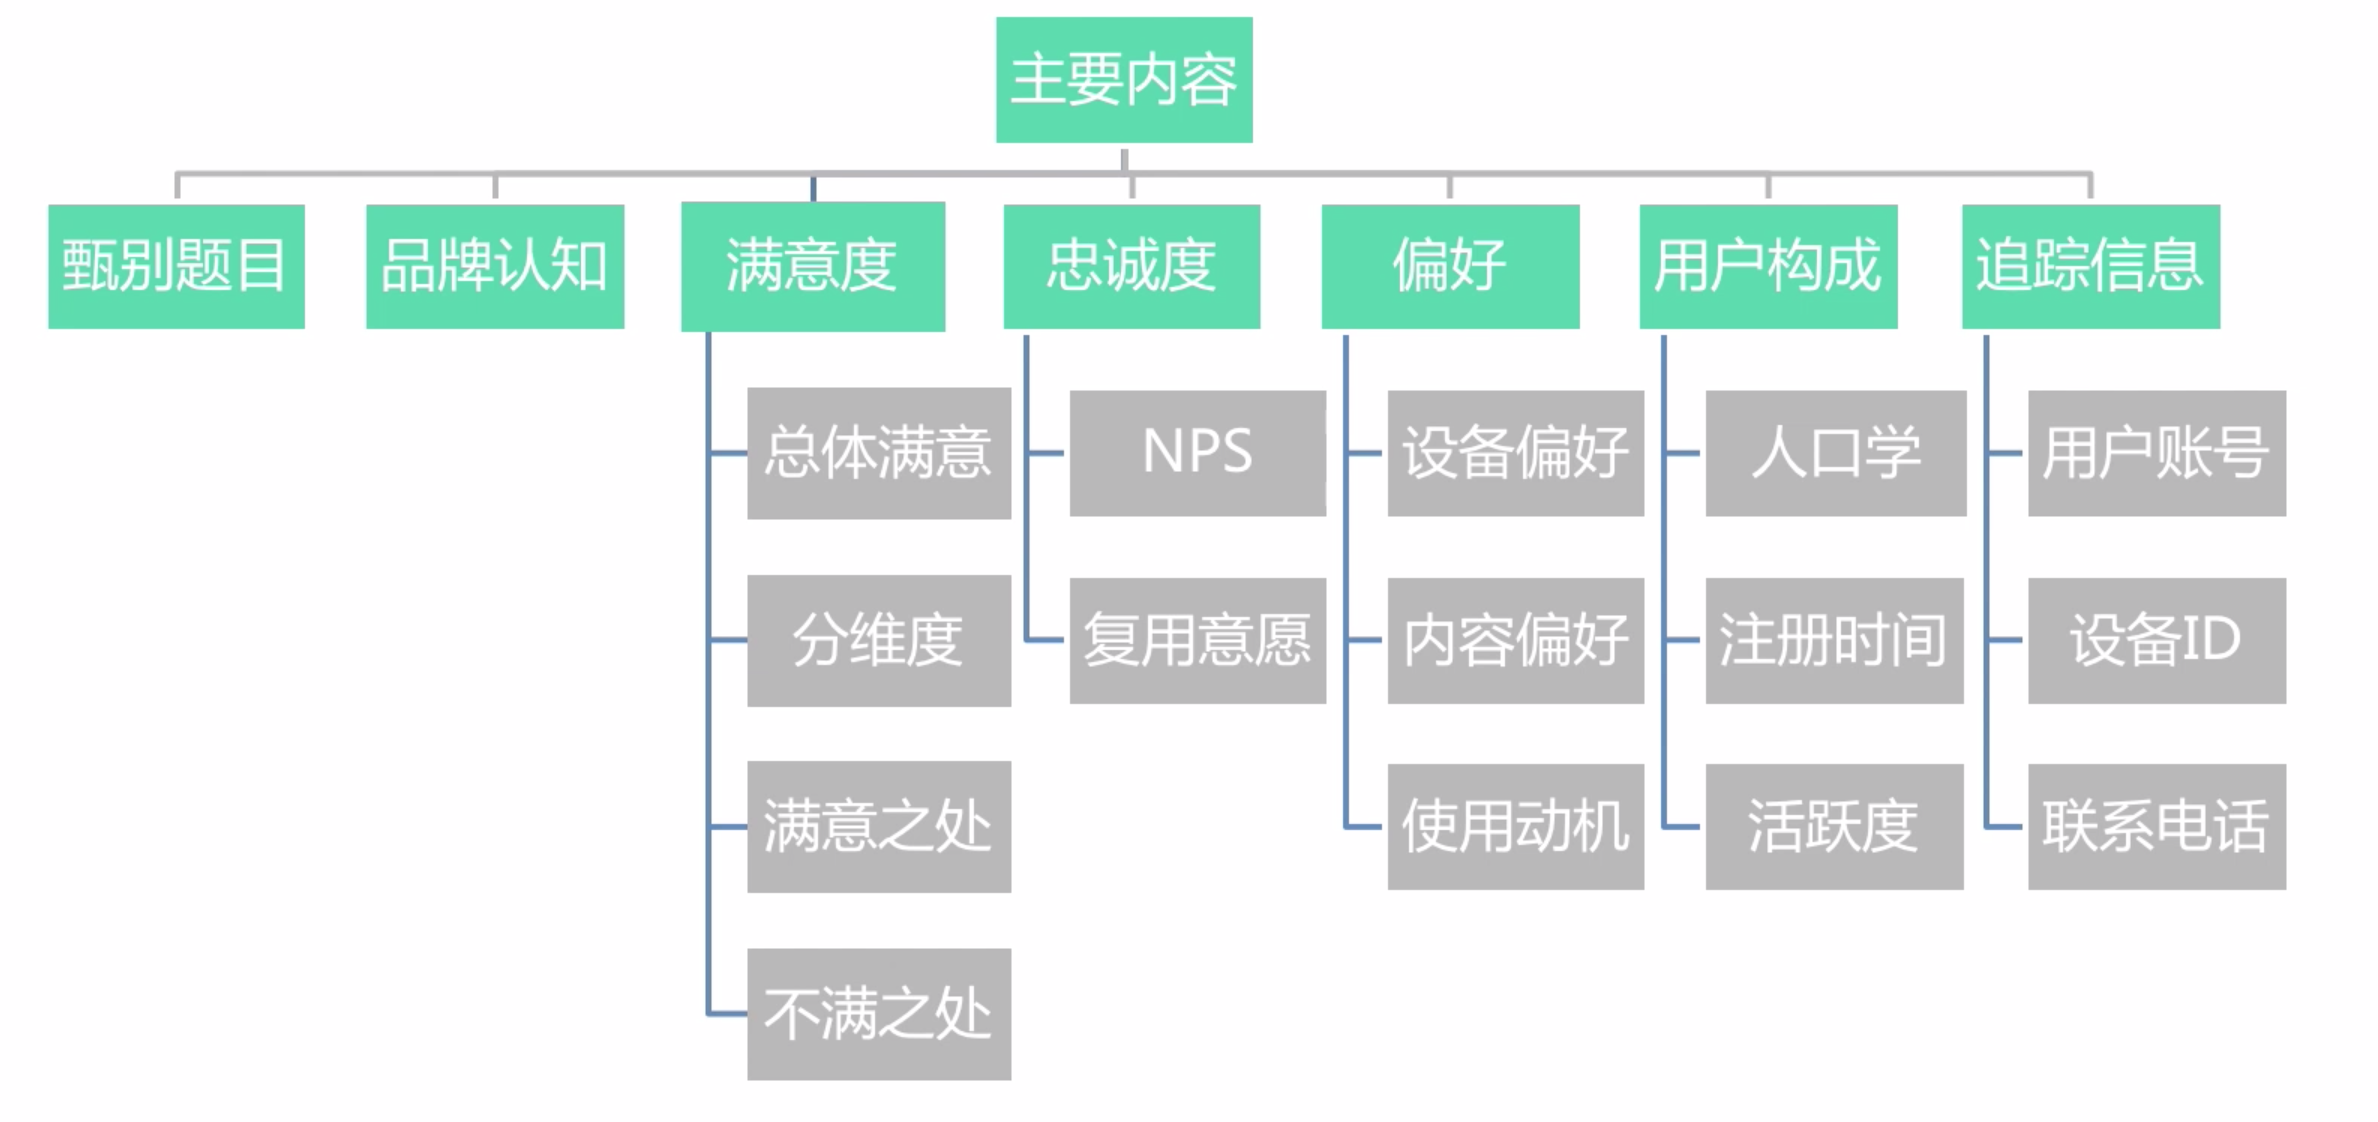 主要内容
甄别题目
品牌认知
满意度
忠诚度
偏好
用户构成
追踪信息
总体满意
NPS
设备偏好
人口学
用户账号
分维度
复用意愿
内容偏好
注册时间
设备ID
满意之处
使用动机
活跃度
联系电话
不满之处